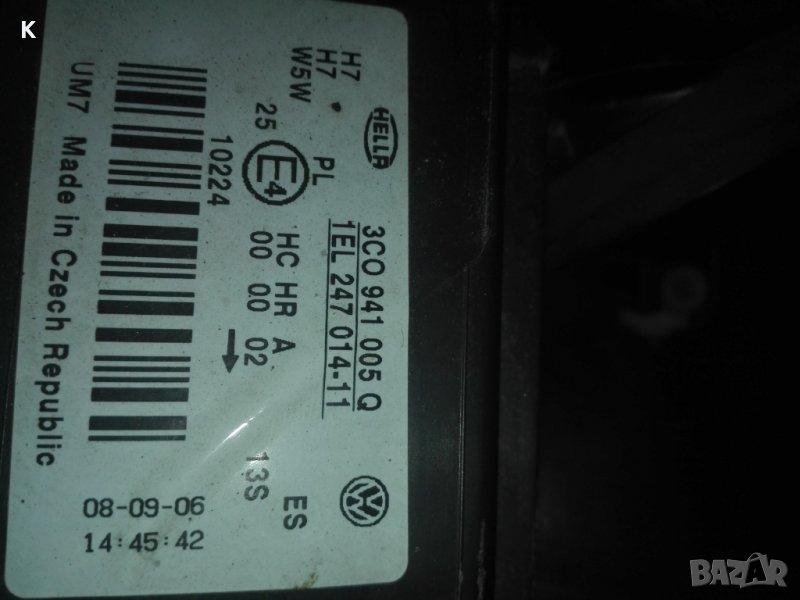 K
HELLA
3C0 941 005 Q
1EL 247 014-11
H7
H7
W5W
PL
HC HR A
00 00 02
25
E4
10224
ES
13S
UM7 Made in Czech Republic
08-09-06
14:45:42
BAZAR